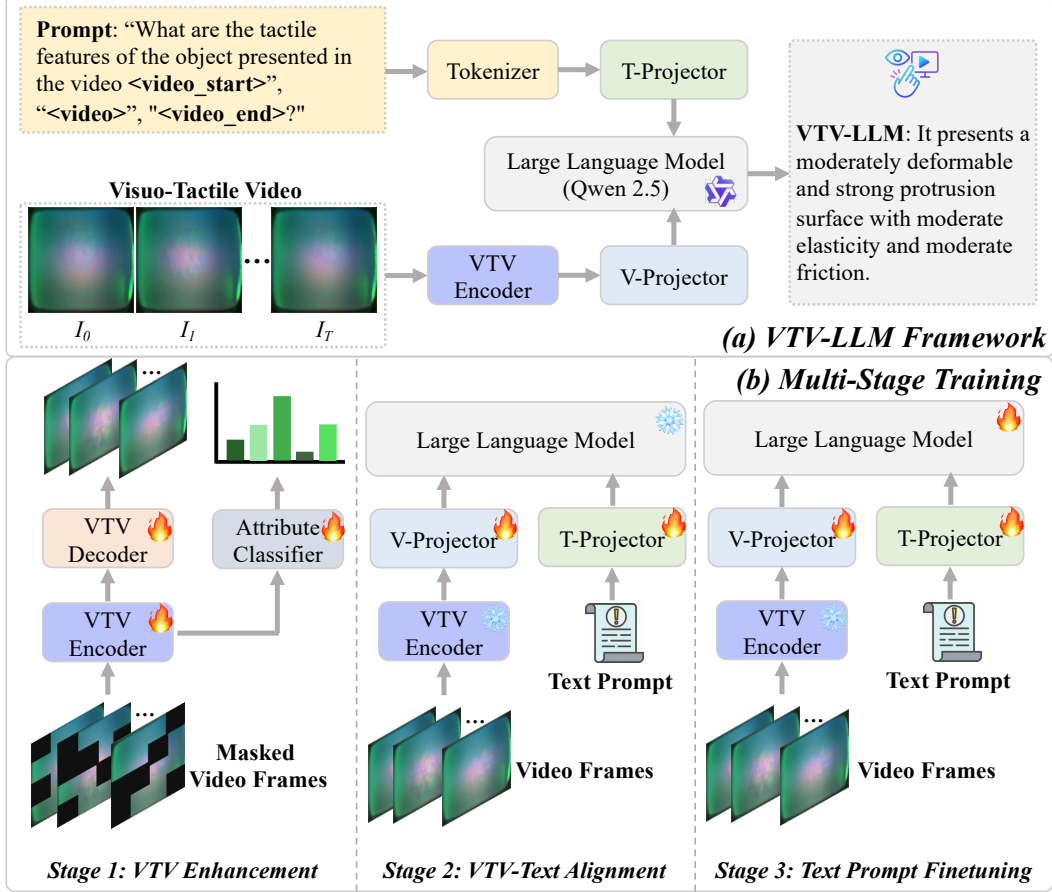 Prompt: “What are the tactile
features of the object presented in
the video <video_start>”,
“<video>”, "<video_end>?"
Tokenizer
T-Projector
Large Language Model
(Qwen 2.5)
VTV-LLM: It presents a
moderately deformable
and strong protrusion
surface with moderate
elasticity and moderate
friction.
Visuo-Tactile Video
...
I_0
I_1
I_T
VTV
Encoder
V-Projector
(a) VTV-LLM Framework
(b) Multi-Stage Training
...
VTV
Decoder
Attribute
Classifier
VTV
Encoder
...
Masked
Video Frames
Stage 1: VTV Enhancement
Large Language Model
V-Projector
T-Projector
VTV
Encoder
Text Prompt
...
Video Frames
Stage 2: VTV-Text Alignment
Large Language Model
V-Projector
T-Projector
VTV
Encoder
Text Prompt
...
Video Frames
Stage 3: Text Prompt Finetuning